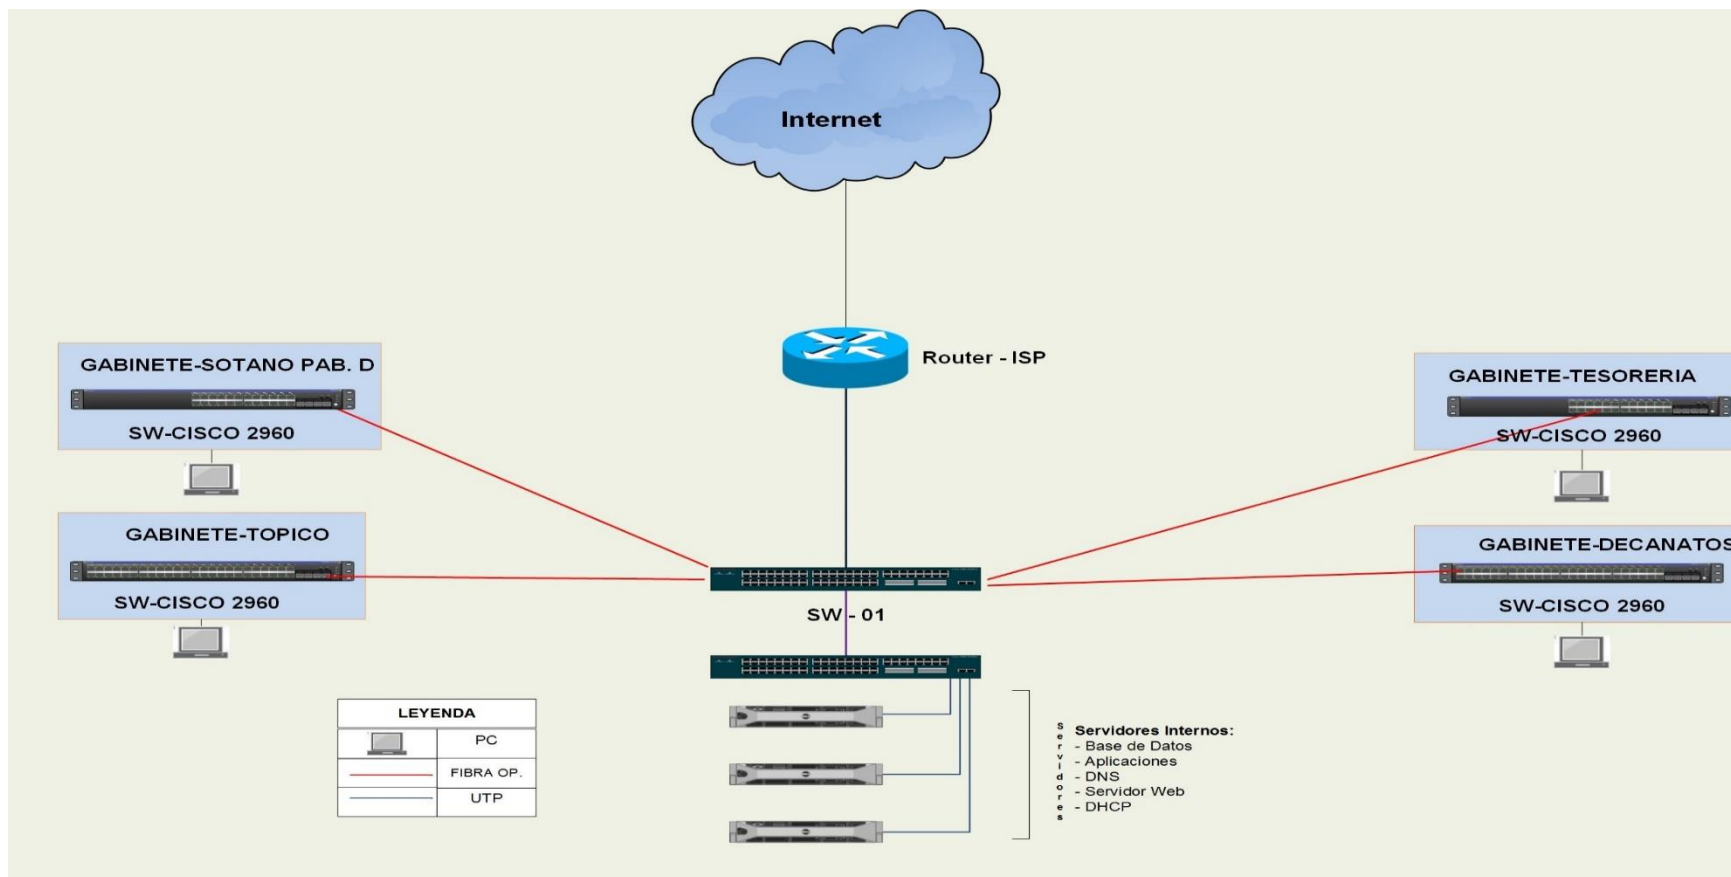 Internet
Router - ISP
GABINETE-SOTANO PAB. D
SW-CISCO 2960
GABINETE-TOPICO
SW-CISCO 2960
GABINETE-TESORERIA
SW-CISCO 2960
GABINETE-DECANATOS
SW-CISCO 2960
SW - 01
LEYENDA
PC
FIBRA OP.
UTP
Servidores
Servidores Internos:
- Base de Datos
- Aplicaciones
- DNS
- Servidor Web
- DHCP